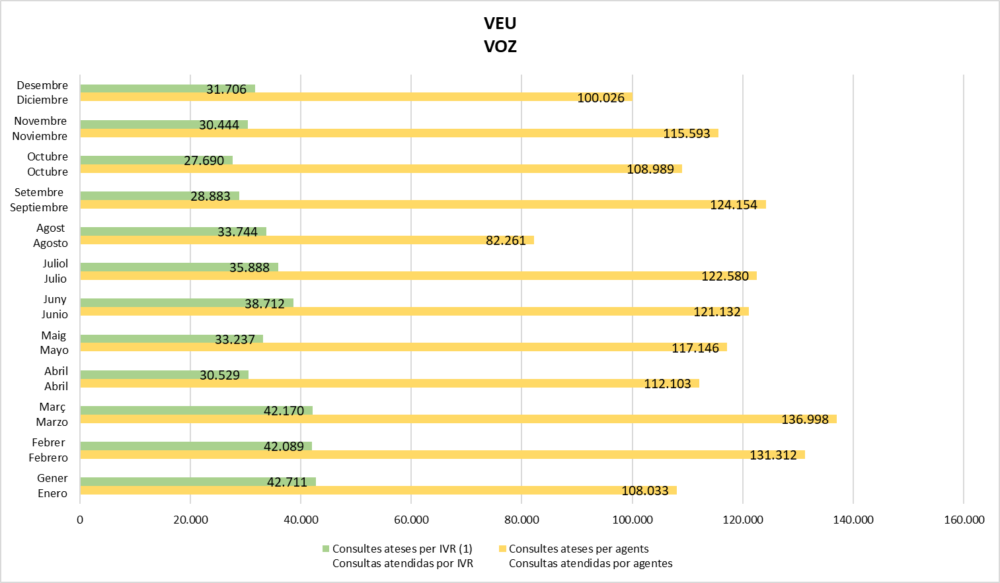 VEU
VOZ
Desembre
Diciembre
31.706
100.026
Novembre
Noviembre
30.444
115.593
Octubre
Octubre
27.690
108.989
Setembre
Septiembre
28.883
124.154
Agost
Agosto
33.744
82.261
Juliol
Julio
35.888
122.580
Juny
Junio
38.712
121.132
Maig
Mayo
33.237
117.146
Abril
Abril
30.529
112.103
Març
Marzo
42.170
136.998
Febrer
Febrero
42.089
131.312
Gener
Enero
42.711
108.033
0 20.000 40.000 60.000 80.000 100.000 120.000 140.000 160.000
Consultes ateses per IVR (1)
Consultas atendidas por IVR
Consultes ateses per agents
Consultas atendidas por agentes